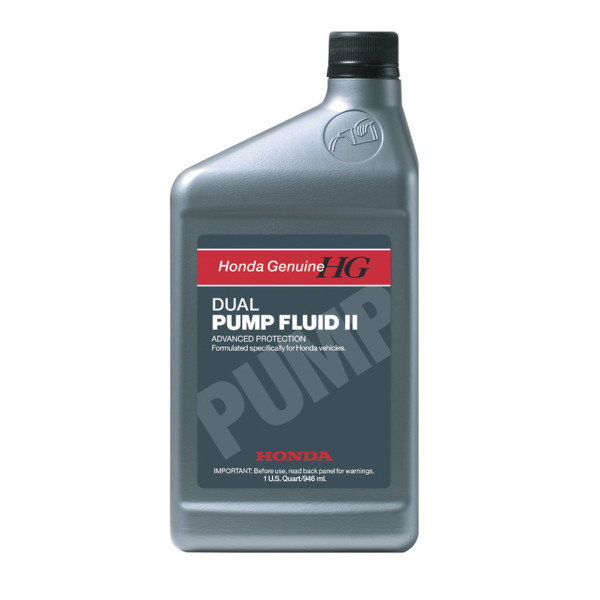 Honda Genuine HG
DUAL
PUMP FLUID II
ADVANCED PROTECTION
Formulated specifically for Honda vehicles.
PUMP
HONDA
IMPORTANT: Before use, read back panel for warnings.
1 U.S. Quart/946 ml.